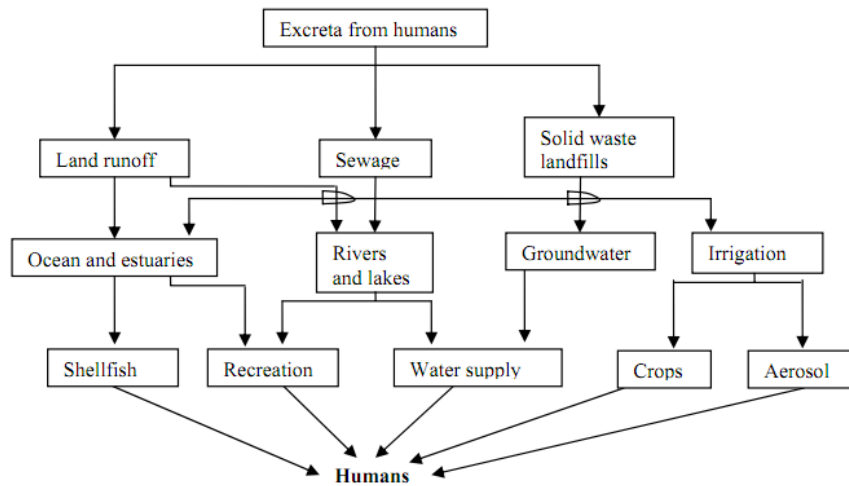 Excreta from humans
Land runoff
Sewage
Solid waste
landfills
Ocean and estuaries
Rivers
and lakes
Groundwater
Irrigation
Shellfish
Recreation
Water supply
Crops
Aerosol
Humans